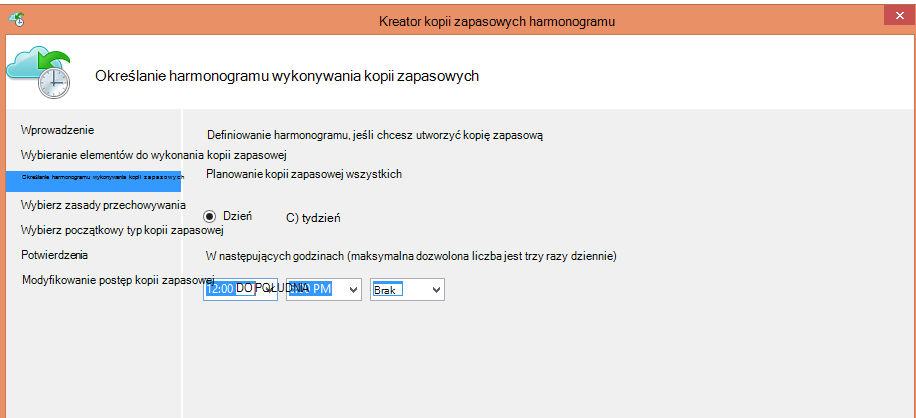 Kreator kopii zapasowych harmonogramu
Określanie harmonogramu wykonywania kopii zapasowych
Wprowadzenie
Wybieranie elementów do wykonania kopii zapasowej
Określanie harmonogramu wykonywania kopii zapasowych
Wybierz zasady przechowywania
Wybierz początkowy typ kopii zapasowej
Potwierdzenia
Modyfikowanie postęp kopii zapasowej
Definiowanie harmonogramu, jeśli chcesz utworzyć kopię zapasową
Planowanie kopii zapasowej wszystkich
Dzień C) tydzień
W następujących godzinach (maksymalna dozwolona liczba jest trzy razy dziennie)
12:00 DO POŁUDNIA PM Brak